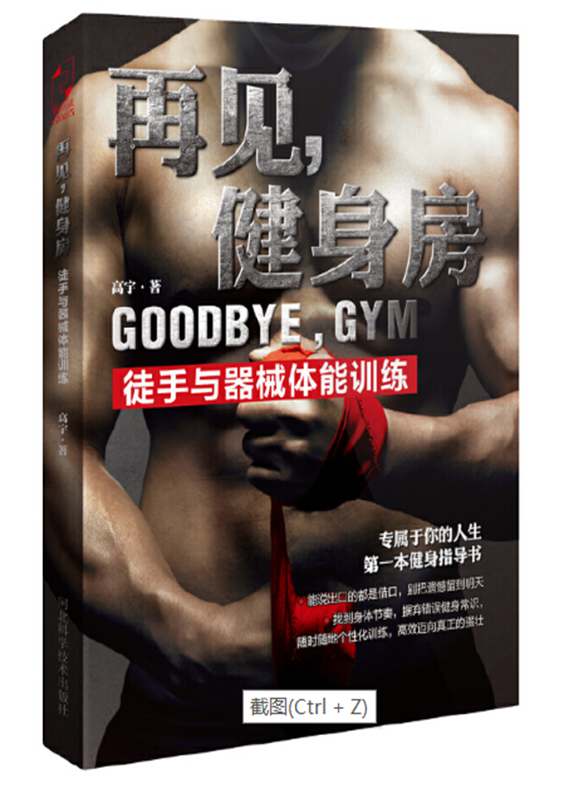 再见,
健身房
高宇·著
GOODBYE, GYM
徒手与器械体能训练
专属于你的人生
第一本健身指导书
能说出口的都是借口，别把遗憾留到明天
找到身体节奏，摒弃错误健身常识，
随时随地个性化训练，高效迈向真正的强壮
再见,健身房
徒手与器械体能训练
高宇·著
河北科学技术出版社
截图(Ctrl + Z)